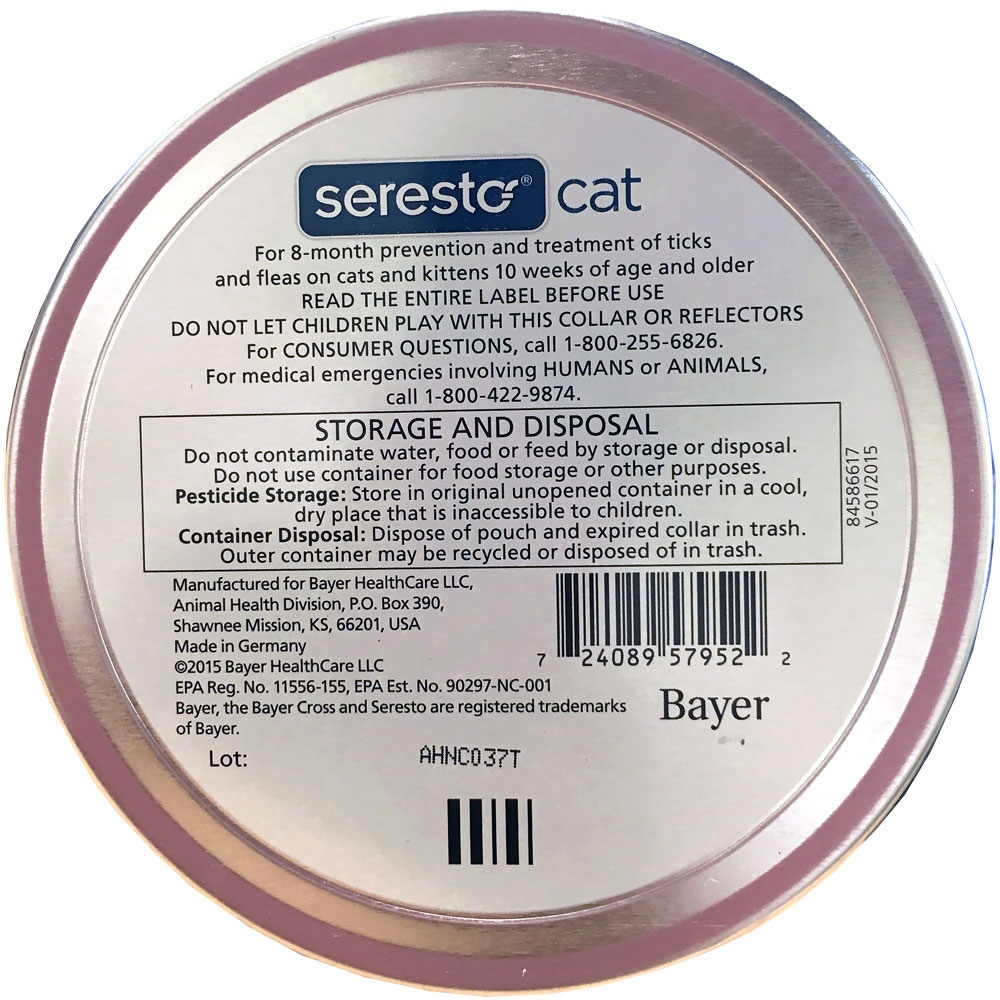 seresto® cat
For 8-month prevention and treatment of ticks
and fleas on cats and kittens 10 weeks of age and older
READ THE ENTIRE LABEL BEFORE USE
DO NOT LET CHILDREN PLAY WITH THIS COLLAR OR REFLECTORS
For CONSUMER QUESTIONS, call 1-800-255-6826.
For medical emergencies involving HUMANS or ANIMALS,
call 1-800-422-9874.
STORAGE AND DISPOSAL
Do not contaminate water, food or feed by storage or disposal.
Do not use container for food storage or other purposes.
Pesticide Storage: Store in original unopened container in a cool,
dry place that is inaccessible to children.
Container Disposal: Dispose of pouch and expired collar in trash.
Outer container may be recycled or disposed of in trash.
84586617
V-01/2015
Manufactured for Bayer HealthCare LLC,
Animal Health Division, P.O. Box 390,
Shawnee Mission, KS, 66201, USA
Made in Germany
©2015 Bayer HealthCare LLC
EPA Reg. No. 11556-155, EPA Est. No. 90297-NC-001
Bayer, the Bayer Cross and Seresto are registered trademarks
of Bayer.
7 24089 57952 2
Bayer
Lot: AHNC037T